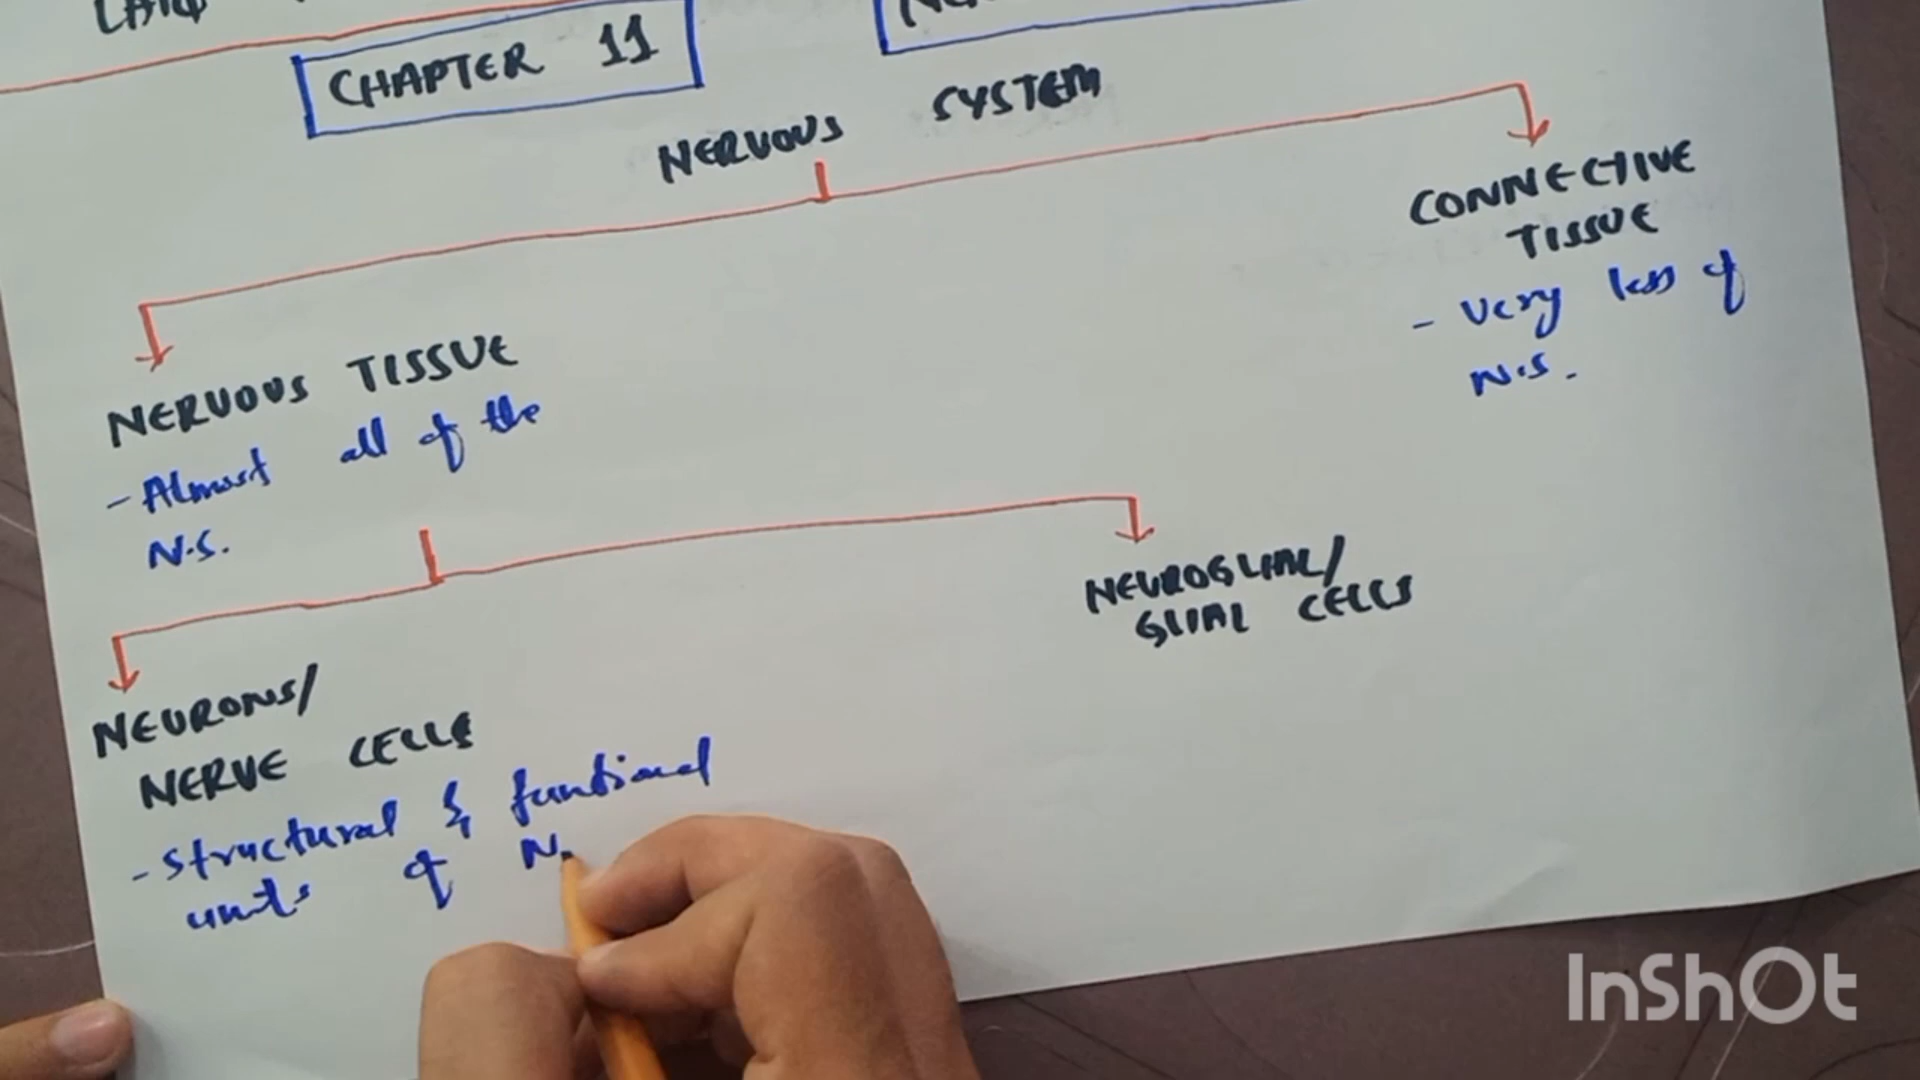 CHAPTER 11
NERVOUS SYSTEM
CONNECTIVE
TISSUE
- Very less of
N.S.
NERVOUS TISSUE
- Almost all of the
N.S.
NEUROGLIAL/
GLIAL CELLS
NEURONS/
NERVE CELLS
- Structural & functional
units of N.
InShOt